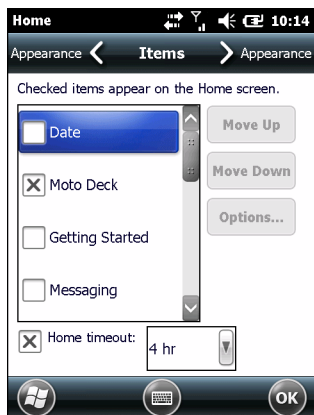 Home 10:14
Appearance Items Appearance
Checked items appear on the Home screen.
Date
Moto Deck
Getting Started
Messaging
Move Up
Move Down
Options...
Home timeout: 4 hr
OK